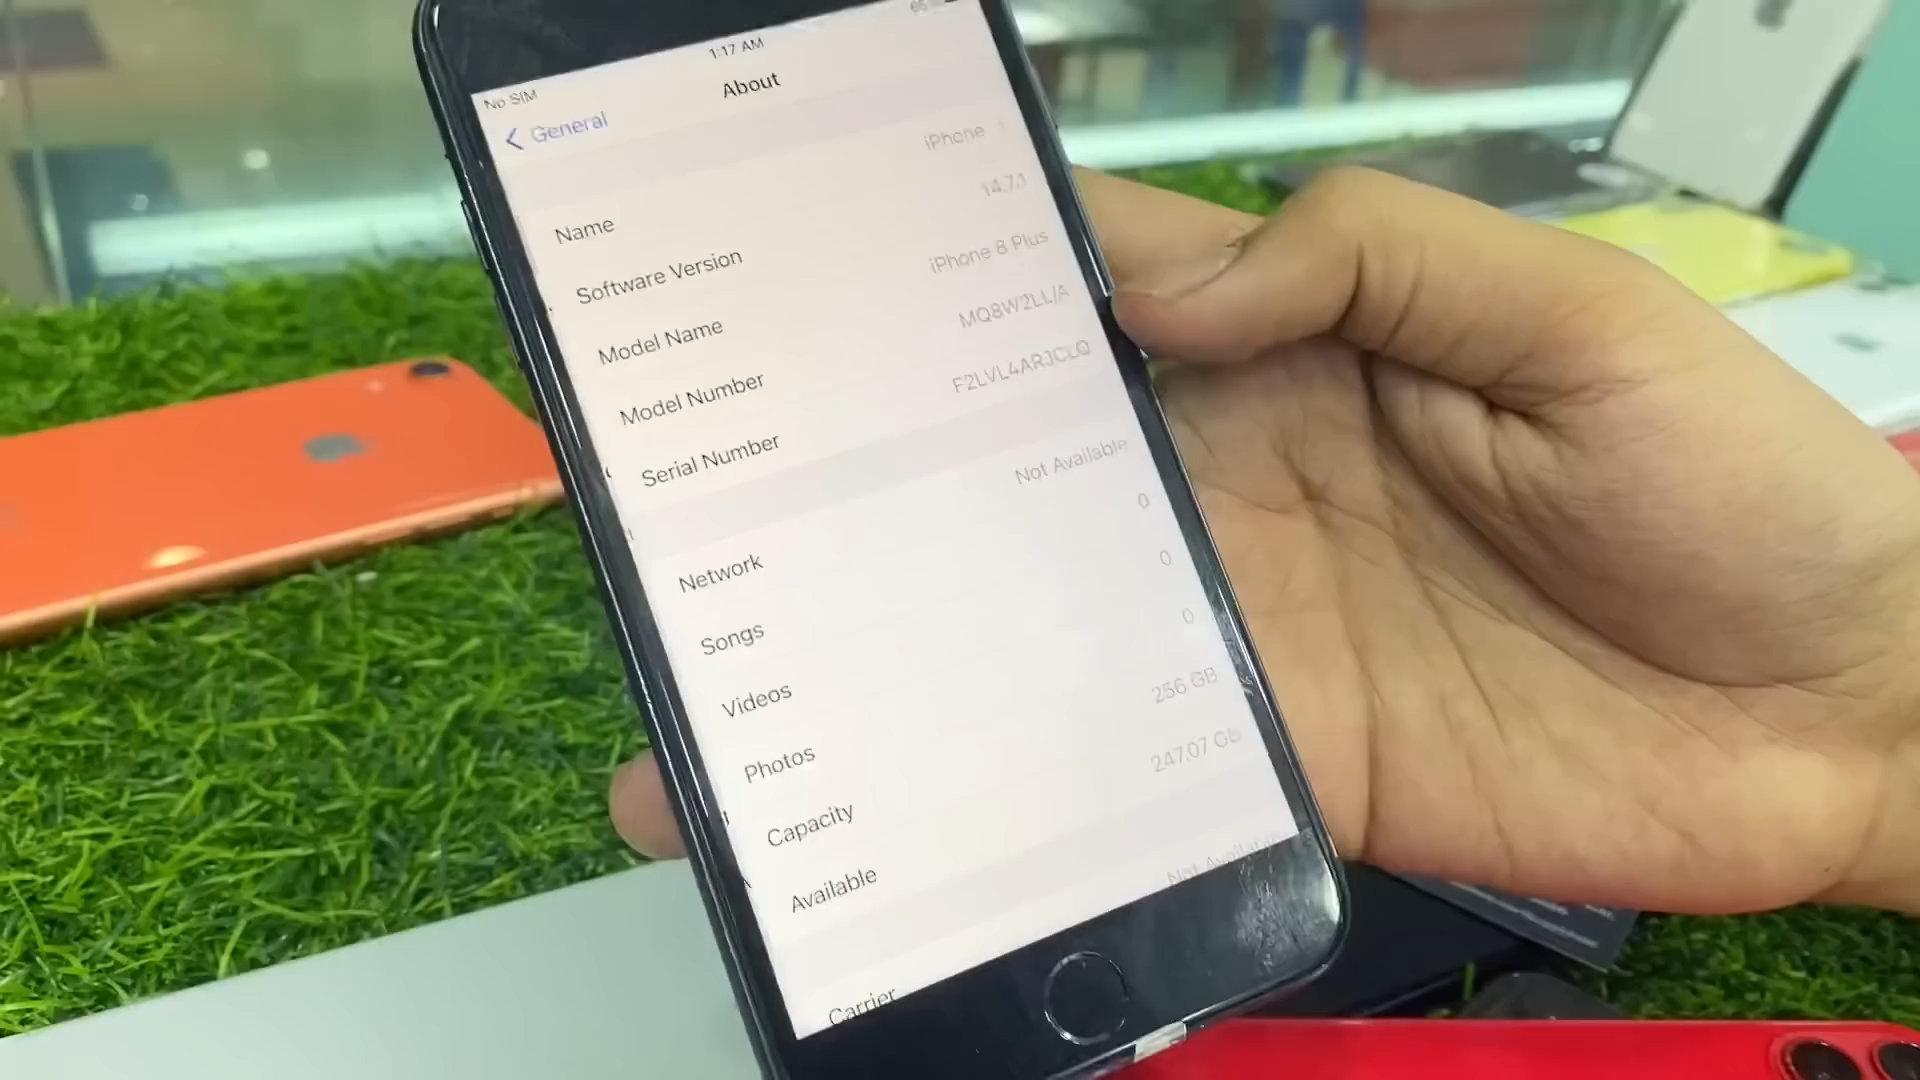 No SIM
1:17 AM
General
About
Name
iPhone
Software Version
14.7.1
Model Name
iPhone 8 Plus
Model Number
MQ8W2LL/A
Serial Number
F2LVL4ARJCLQ
Network
Not Available
Songs
0
Videos
0
Photos
0
Capacity
256 GB
Available
247.07 GB
Carrier
Not Available